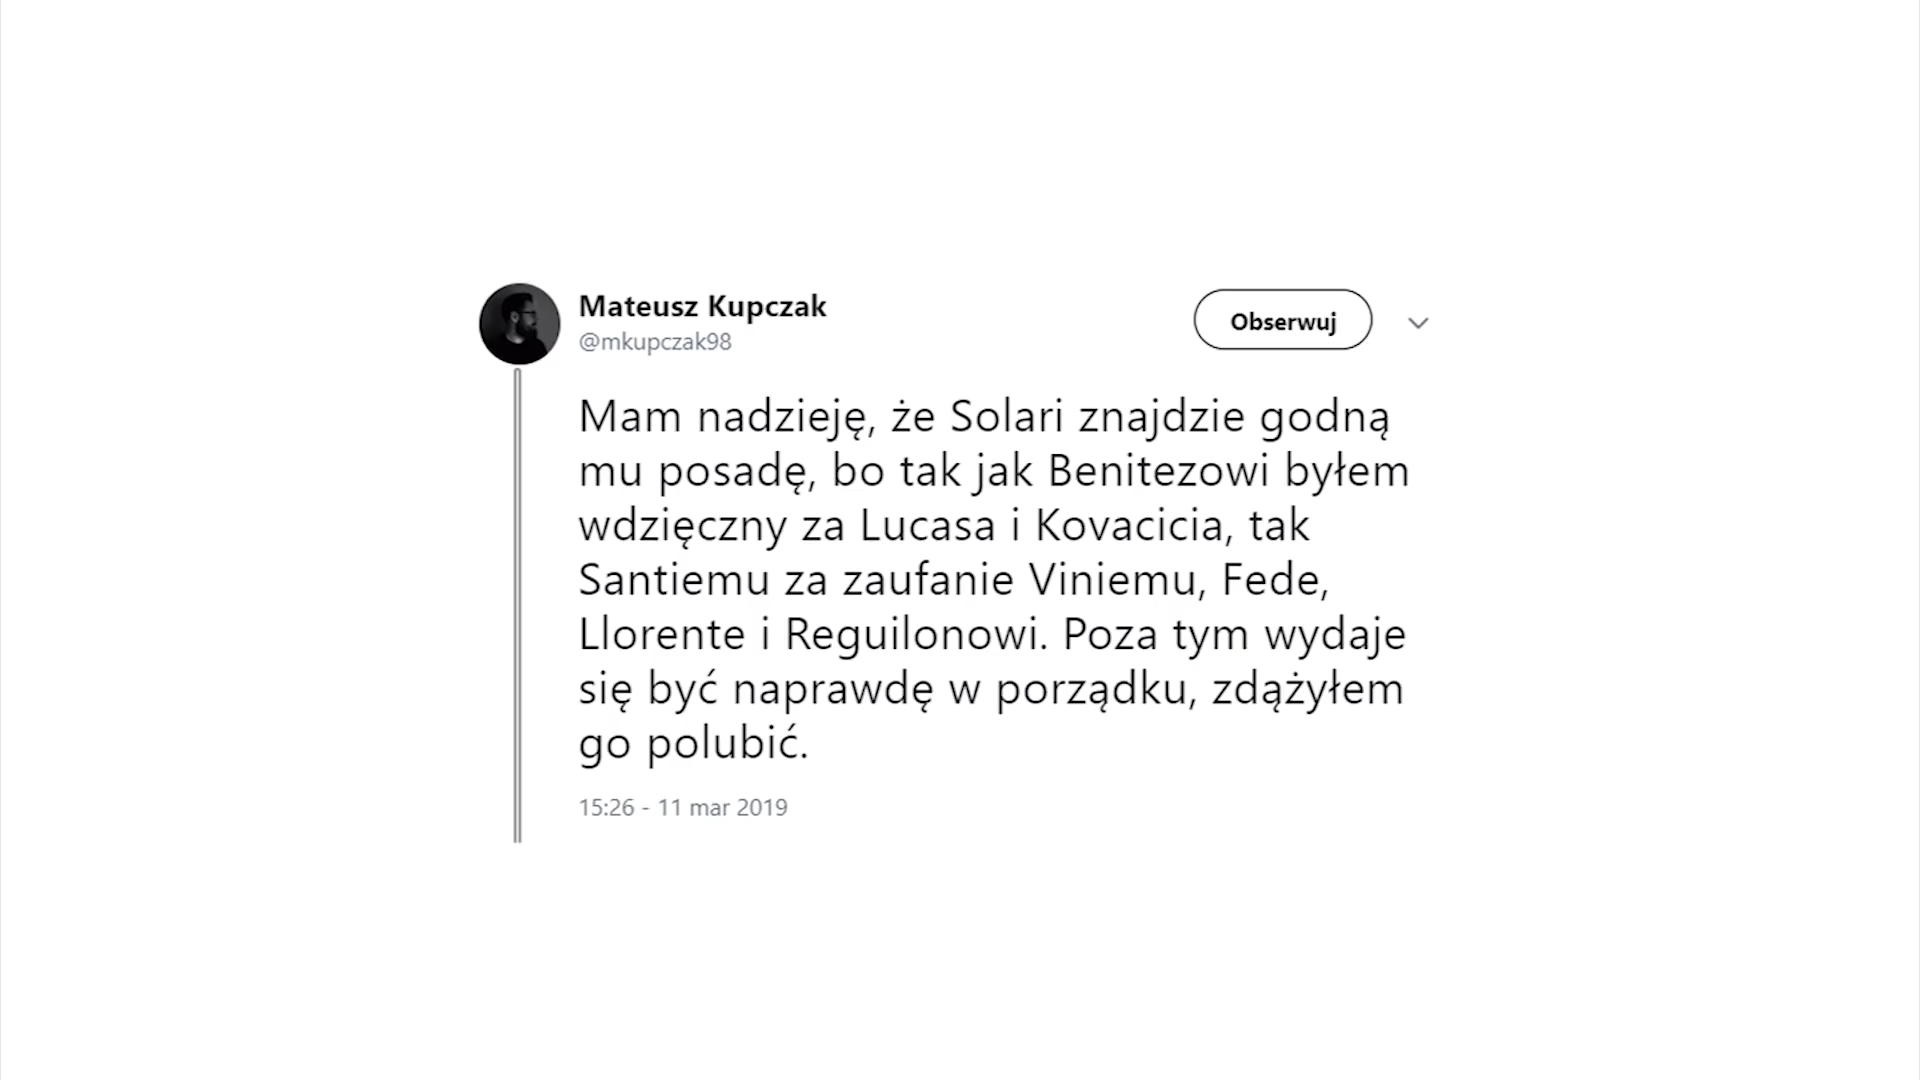 Mateusz Kupczak
@mkupczak98
Obserwuj
Mam nadzieję, że Solari znajdzie godną
mu posadę, bo tak jak Benitezowi byłem
wdzięczny za Lucasa i Kovacicia, tak
Santiemu za zaufanie Viniemu, Fede,
Llorente i Reguilonowi. Poza tym wydaje
się być naprawdę w porządku, zdążyłem
go polubić.
15:26 - 11 mar 2019